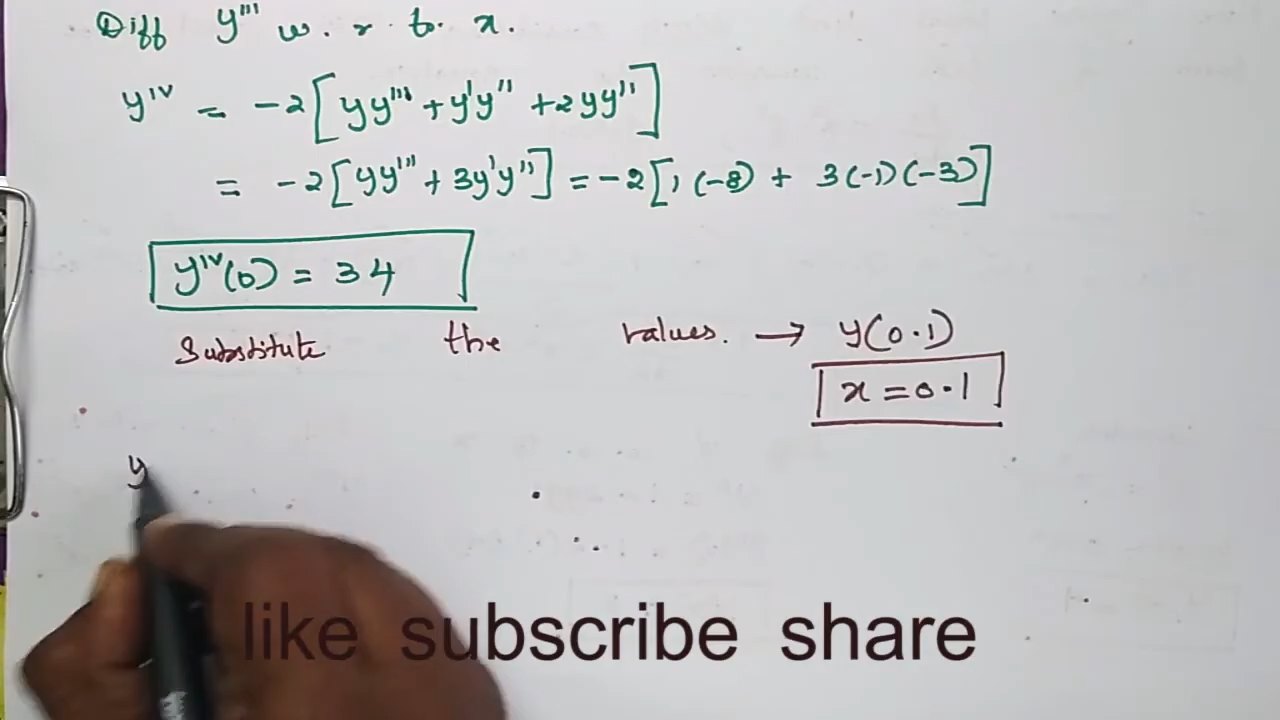 Diff y''' w. r. to. x.
y'ᵛ = -2[yy''' + y'y'' + 2yy'']
= -2[yy''' + 3y'y''] = -2[1(-8) + 3(-1)(-3)]
y'ᵛ(0) = 34
Substitute the values. → y(0.1)
x = 0.1
y
like subscribe share